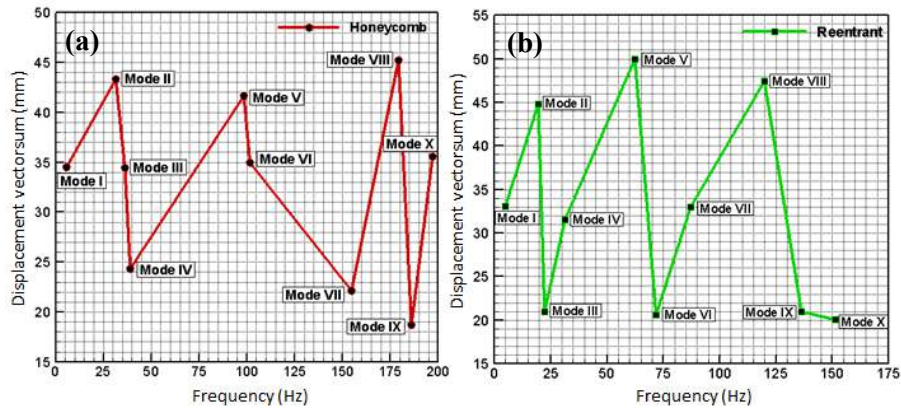 (a)
Honeycomb
Displacement vectorsum (mm)
50
45
40
35
30
25
20
15
Mode I
Mode II
Mode III
Mode IV
Mode V
Mode VI
Mode VII
Mode VIII
Mode IX
Mode X
0
25
50
75
100
125
150
175
200
Frequency (Hz)
(b)
Reentrant
Displacement vectorsum (mm)
55
50
45
40
35
30
25
20
15
Mode I
Mode II
Mode III
Mode IV
Mode V
Mode VI
Mode VII
Mode VIII
Mode IX
Mode X
0
25
50
75
100
125
150
175
Frequency (Hz)